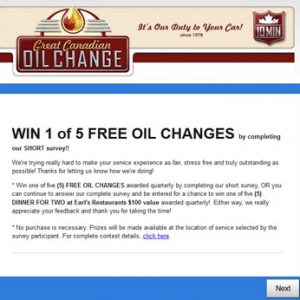 Great Canadian
OIL CHANGE
It's Our Duty to Your Car!
since 1978
10 MIN
WIN 1 of 5 FREE OIL CHANGES by completing
our SHORT survey!!
We're trying really hard to make your service experience as fair, stress free and truly outstanding as
possible! Thanks for letting us know how we're doing!
* Win one of five (5) FREE OIL CHANGES awarded quarterly by completing our short survey, OR you
can continue to answer our complete survey and be entered for a chance to win one of five (5)
DINNER FOR TWO at Earl's Restaurants $100 value awarded quarterly! Either way, we really
appreciate your feedback and thank you for taking the time!
* No purchase is necessary. Prizes will be made available at the location of service selected by the
survey participant. For complete contest details, click here.
Next